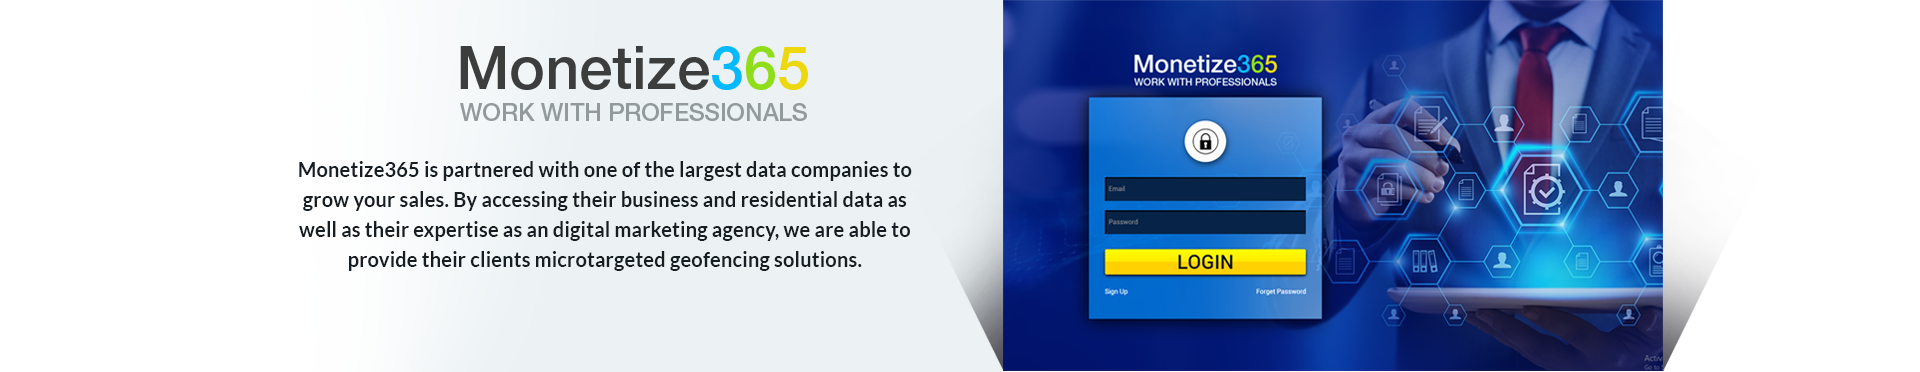 Monetize365
WORK WITH PROFESSIONALS
Monetize365 is partnered with one of the largest data companies to
grow your sales. By accessing their business and residential data as
well as their expertise as an digital marketing agency, we are able to
provide their clients microtargeted geofencing solutions.
Monetize365
WORK WITH PROFESSIONALS
Email
Password
LOGIN
Sign Up Forget Password
Go to